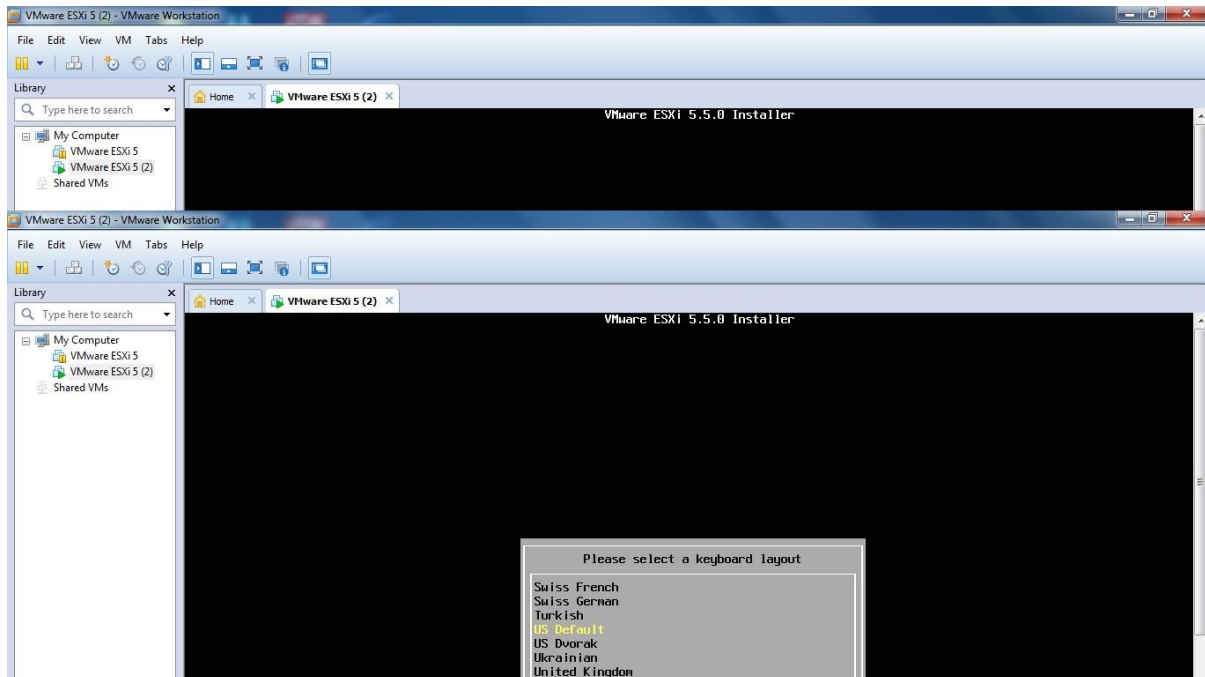 VMware ESXi 5 (2) - VMware Workstation
File Edit View VM Tabs Help
Library
Home
VMware ESXi 5 (2)
Type here to search
VMware ESXi 5.5.0 Installer
My Computer
VMware ESXi 5
VMware ESXi 5 (2)
Shared VMs
VMware ESXi 5 (2) - VMware Workstation
File Edit View VM Tabs Help
Library
Home
VMware ESXi 5 (2)
Type here to search
VMware ESXi 5.5.0 Installer
My Computer
VMware ESXi 5
VMware ESXi 5 (2)
Shared VMs
Please select a keyboard layout
Swiss French
Swiss German
Turkish
US Default
US Dvorak
Ukrainian
United Kingdom